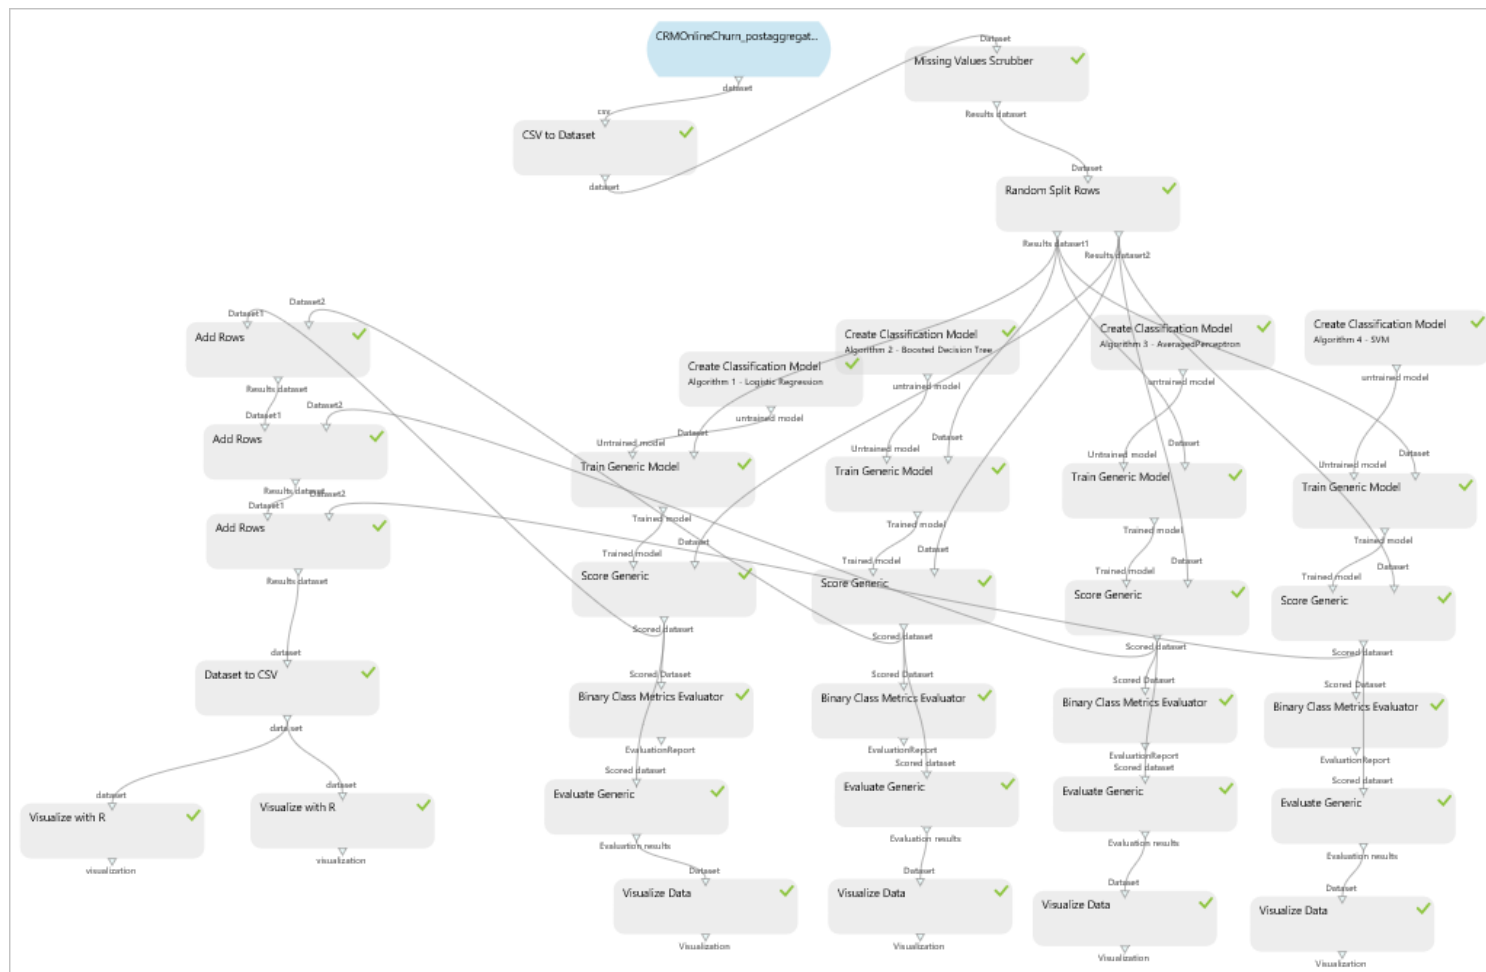 CRMOnlineChurn_postaggregat...
dataset
Dataset
Missing Values Scrubber
csv
CSV to Dataset
dataset
Results dataset
Dataset
Random Split Rows
Results dataset1
Results dataset2
Dataset1
Dataset2
Add Rows
Results dataset
Dataset1
Dataset2
Add Rows
Results dataset
Dataset1
Dataset2
Add Rows
Results dataset
dataset
Dataset to CSV
dataset
dataset
Visualize with R
visualization
dataset
Visualize with R
visualization
Create Classification Model
Algorithm 1 - Logistic Regression
untrained model
Untrained model
Dataset
Train Generic Model
Trained model
Trained model
Dataset
Score Generic
Scored dataset
Scored Dataset
Binary Class Metrics Evaluator
EvaluationReport
Scored dataset
Evaluate Generic
Evaluation results
Dataset
Visualize Data
Visualization
Create Classification Model
Algorithm 2 - Boosted Decision Tree
untrained model
Untrained model
Dataset
Train Generic Model
Trained model
Trained model
Dataset
Score Generic
Scored dataset
Scored Dataset
Binary Class Metrics Evaluator
EvaluationReport
Scored dataset
Evaluate Generic
Evaluation results
Dataset
Visualize Data
Visualization
Create Classification Model
Algorithm 3 - AveragedPerceptron
untrained model
Untrained model
Dataset
Train Generic Model
Trained model
Trained model
Dataset
Score Generic
Scored dataset
Scored Dataset
Binary Class Metrics Evaluator
EvaluationReport
Scored dataset
Evaluate Generic
Evaluation results
Dataset
Visualize Data
Visualization
Create Classification Model
Algorithm 4 - SVM
untrained model
Untrained model
Dataset
Train Generic Model
Trained model
Trained model
Dataset
Score Generic
Scored dataset
Scored Dataset
Binary Class Metrics Evaluator
EvaluationReport
Scored dataset
Evaluate Generic
Evaluation results
Dataset
Visualize Data
Visualization